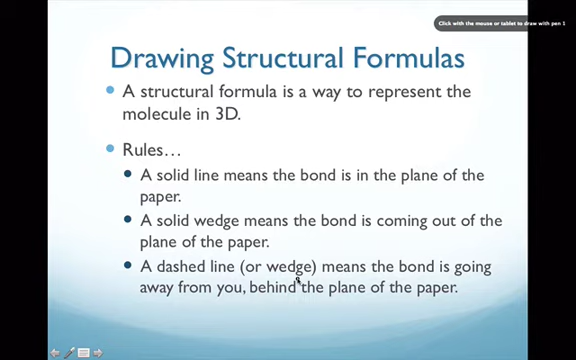 Click with the mouse or tablet to draw with pen 1
Drawing Structural Formulas
A structural formula is a way to represent the
molecule in 3D.
Rules…
A solid line means the bond is in the plane of the
paper.
A solid wedge means the bond is coming out of the
plane of the paper.
A dashed line (or wedge) means the bond is going
away from you, behind the plane of the paper.